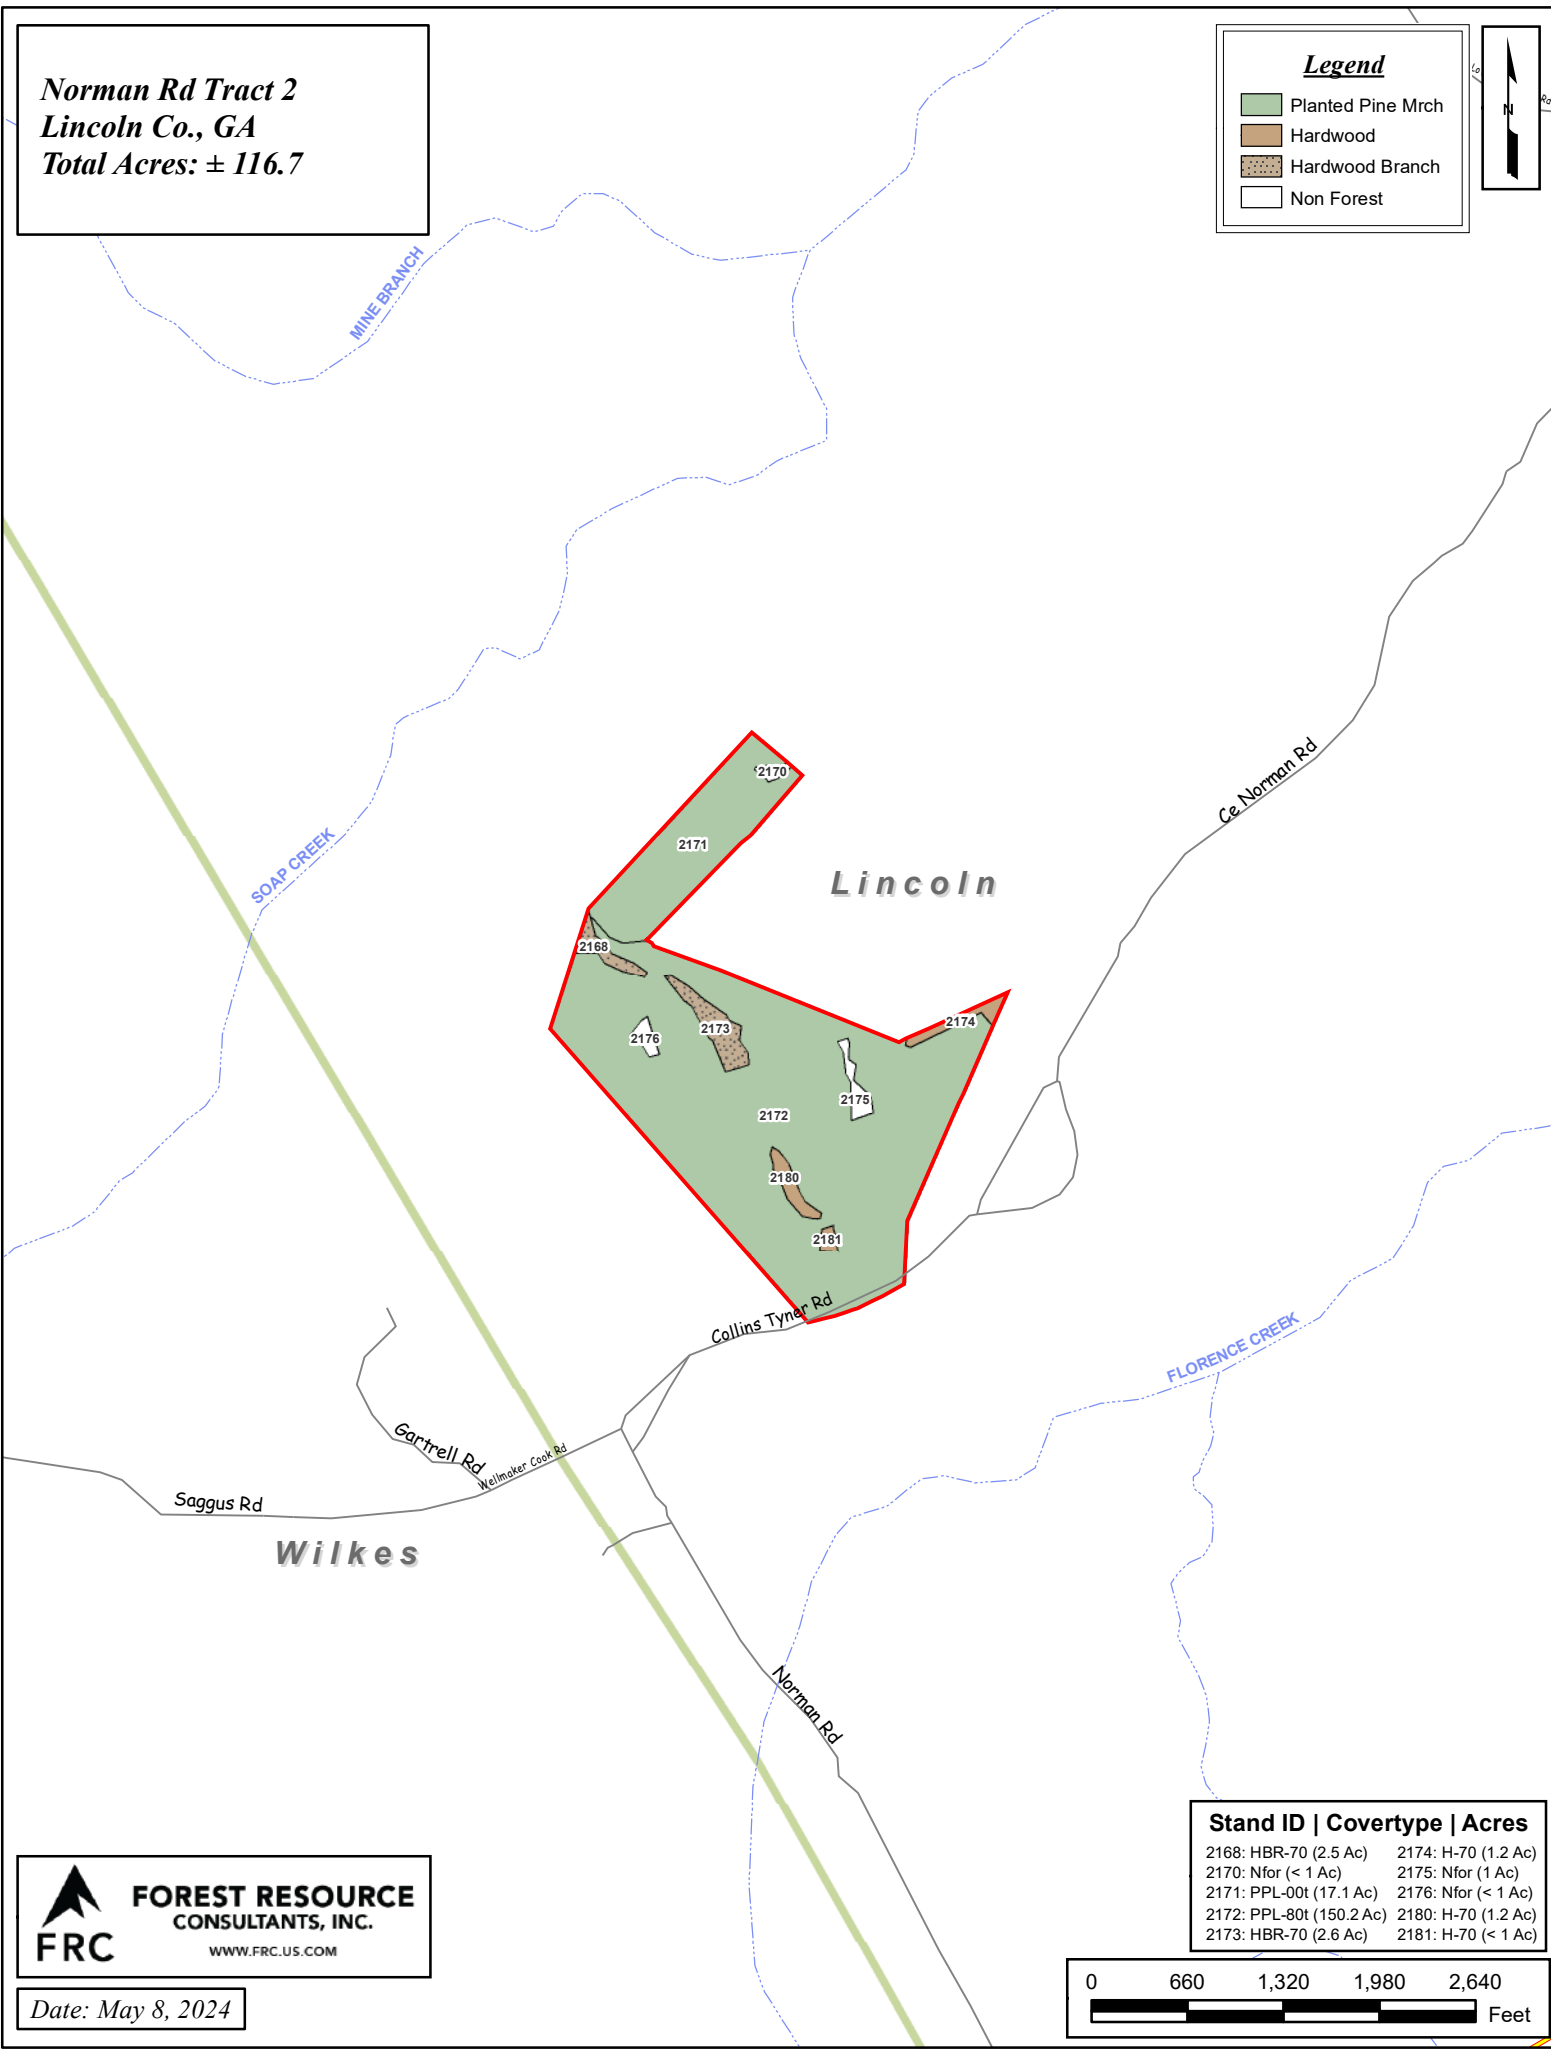 Norman Rd Tract 2
Lincoln Co., GA
Total Acres: ± 116.7
Legend
Planted Pine Mrch
Hardwood
Hardwood Branch
Non Forest
N
MINE BRANCH
SOAP CREEK
Ce Norman Rd
2170
2171
Lincoln
2168
2174
2173
2176
2175
2172
2180
2181
Collins Tyner Rd
FLORENCE CREEK
Gartrell Rd
Wellmaker Cook Rd
Saggus Rd
Wilkes
Norman Rd
Stand ID | Covertype | Acres
2168: HBR-70 (2.5 Ac) 2174: H-70 (1.2 Ac)
2170: Nfor (< 1 Ac) 2175: Nfor (1 Ac)
2171: PPL-00t (17.1 Ac) 2176: Nfor (< 1 Ac)
2172: PPL-80t (150.2 Ac) 2180: H-70 (1.2 Ac)
2173: HBR-70 (2.6 Ac) 2181: H-70 (< 1 Ac)
FRC
FOREST RESOURCE
CONSULTANTS, INC.
WWW.FRC.US.COM
Date: May 8, 2024
0 660 1,320 1,980 2,640
Feet